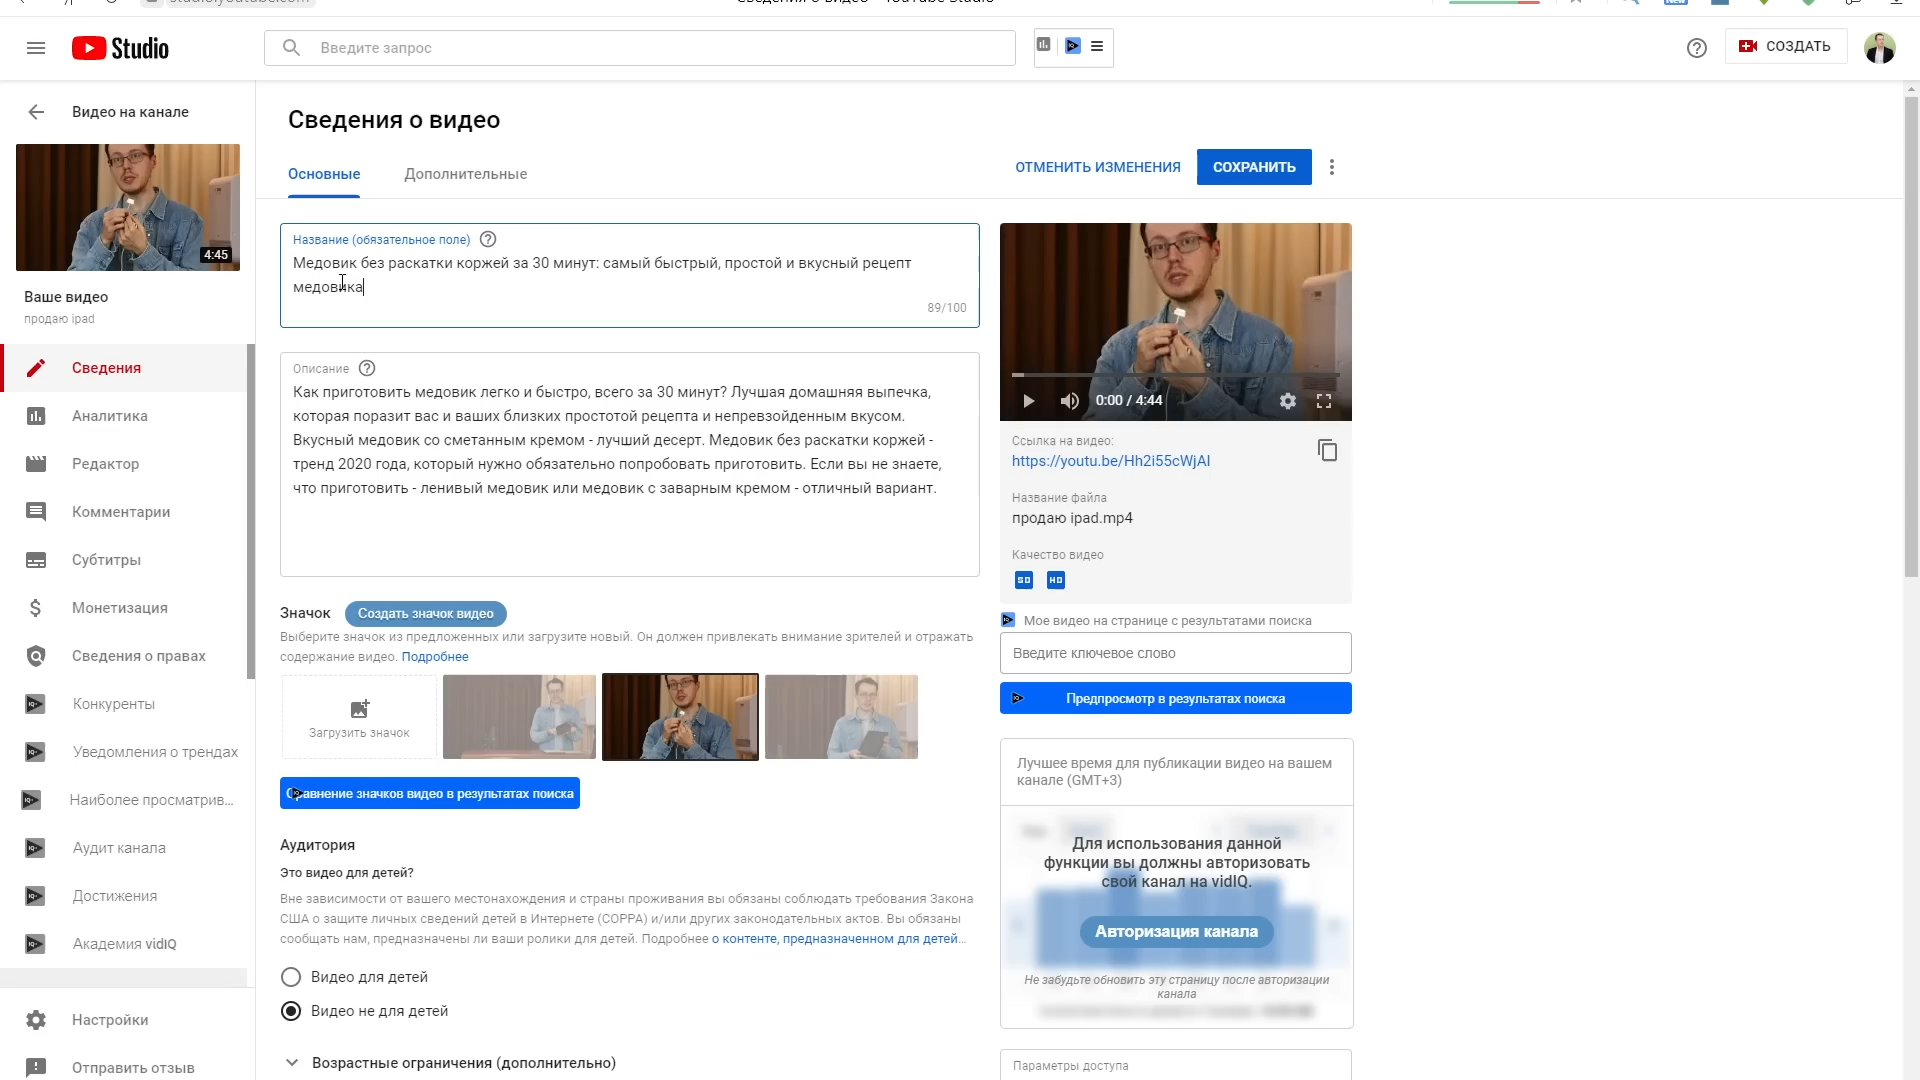 Studio
Введите запрос
СОЗДАТЬ
Видео на канале
4:45
Ваше видео
продаю ipad
Сведения
Аналитика
Редактор
Комментарии
Субтитры
Монетизация
Сведения о правах
Конкуренты
Уведомления о трендах
Наиболее просматрив...
Аудит канала
Достижения
Академия vidIQ
Настройки
Отправить отзыв
Сведения о видео
Основные
Дополнительные
ОТМЕНИТЬ ИЗМЕНЕНИЯ
СОХРАНИТЬ
Название (обязательное поле)
Медовик без раскатки коржей за 30 минут: самый быстрый, простой и вкусный рецепт
медовика
89/100
Описание
Как приготовить медовик легко и быстро, всего за 30 минут? Лучшая домашняя выпечка,
которая поразит вас и ваших близких простотой рецепта и непревзойденным вкусом.
Вкусный медовик со сметанным кремом - лучший десерт. Медовик без раскатки коржей -
тренд 2020 года, который нужно обязательно попробовать приготовить. Если вы не знаете,
что приготовить - ленивый медовик или медовик с заварным кремом - отличный вариант.
Значок
Создать значок видео
Выберите значок из предложенных или загрузите новый. Он должен привлекать внимание зрителей и отражать
содержание видео. Подробнее
Загрузить значок
Сравнение значков видео в результатах поиска
Аудитория
Это видео для детей?
Вне зависимости от вашего местонахождения и страны проживания вы обязаны соблюдать требования Закона
США о защите личных сведений детей в Интернете (COPPA) и/или других законодательных актов. Вы обязаны
сообщать нам, предназначены ли ваши ролики для детей. Подробнее о контенте, предназначенном для детей...
Видео для детей
Видео не для детей
Возрастные ограничения (дополнительно)
0:00 / 4:44
Ссылка на видео:
https://youtu.be/Hh2i55cWjAI
Название файла
продаю ipad.mp4
Качество видео
SD HD
Мое видео на странице с результатами поиска
Введите ключевое слово
Предпросмотр в результатах поиска
Лучшее время для публикации видео на вашем
канале (GMT+3)
Для использования данной
функции вы должны авторизовать
свой канал на vidIQ.
Авторизация канала
Не забудьте обновить эту страницу после авторизации
канала
Параметры доступа